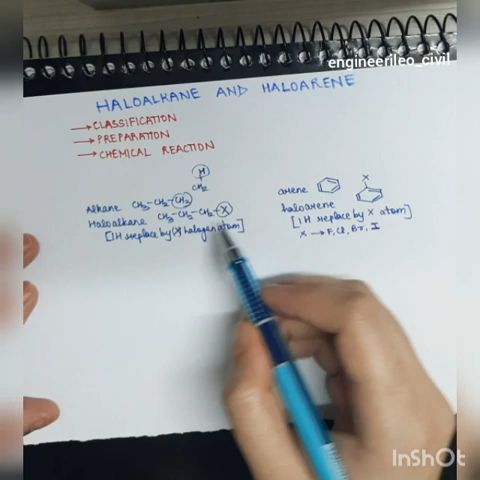 engineerileo_civil
HALOALKANE AND HALOARENE
→CLASSIFICATION
→PREPARATION
→CHEMICAL REACTION
H
CH₂
Alkane CH₃-CH₂-CH₃
Haloalkane CH₃-CH₂-CH₂-X
[1H replace by (X) halogen atom]
arene
X
haloarene
[1H replace by X atom]
X → F, Cl, Br, I
InShOt